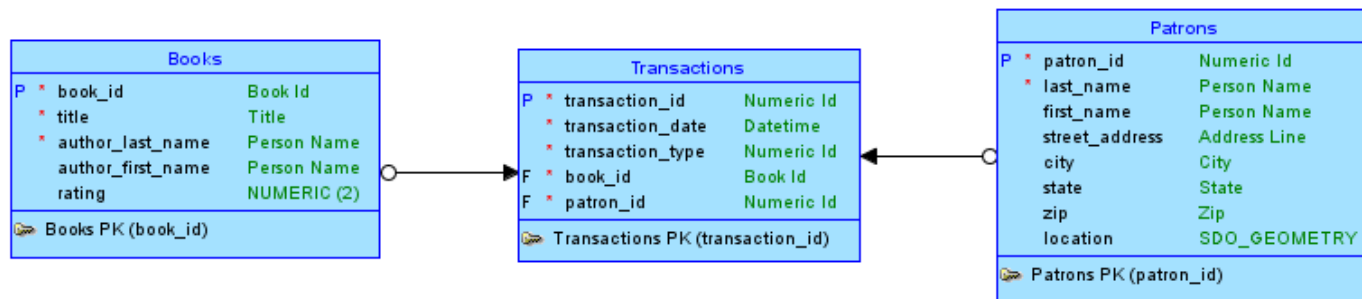 Books
P * book_id Book Id
* title Title
* author_last_name Person Name
author_first_name Person Name
rating NUMERIC (2)
Books PK (book_id)
Transactions
P * transaction_id Numeric Id
* transaction_date Datetime
* transaction_type Numeric Id
F * book_id Book Id
F * patron_id Numeric Id
Transactions PK (transaction_id)
Patrons
P * patron_id Numeric Id
* last_name Person Name
first_name Person Name
street_address Address Line
city City
state State
zip Zip
location SDO_GEOMETRY
Patrons PK (patron_id)